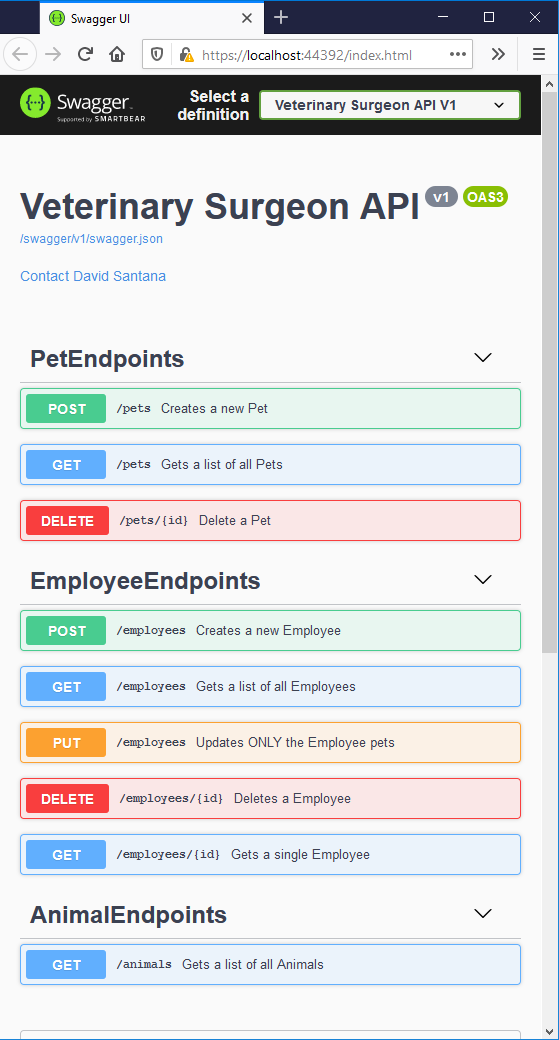 Swagger UI
https://localhost:44392/index.html
Swagger
Supported by SMARTBEAR
Select a
definition
Veterinary Surgeon API V1
Veterinary Surgeon API v1 OAS3
/swagger/v1/swagger.json
Contact David Santana
PetEndpoints
POST /pets Creates a new Pet
GET /pets Gets a list of all Pets
DELETE /pets/{id} Delete a Pet
EmployeeEndpoints
POST /employees Creates a new Employee
GET /employees Gets a list of all Employees
PUT /employees Updates ONLY the Employee pets
DELETE /employees/{id} Deletes a Employee
GET /employees/{id} Gets a single Employee
AnimalEndpoints
GET /animals Gets a list of all Animals